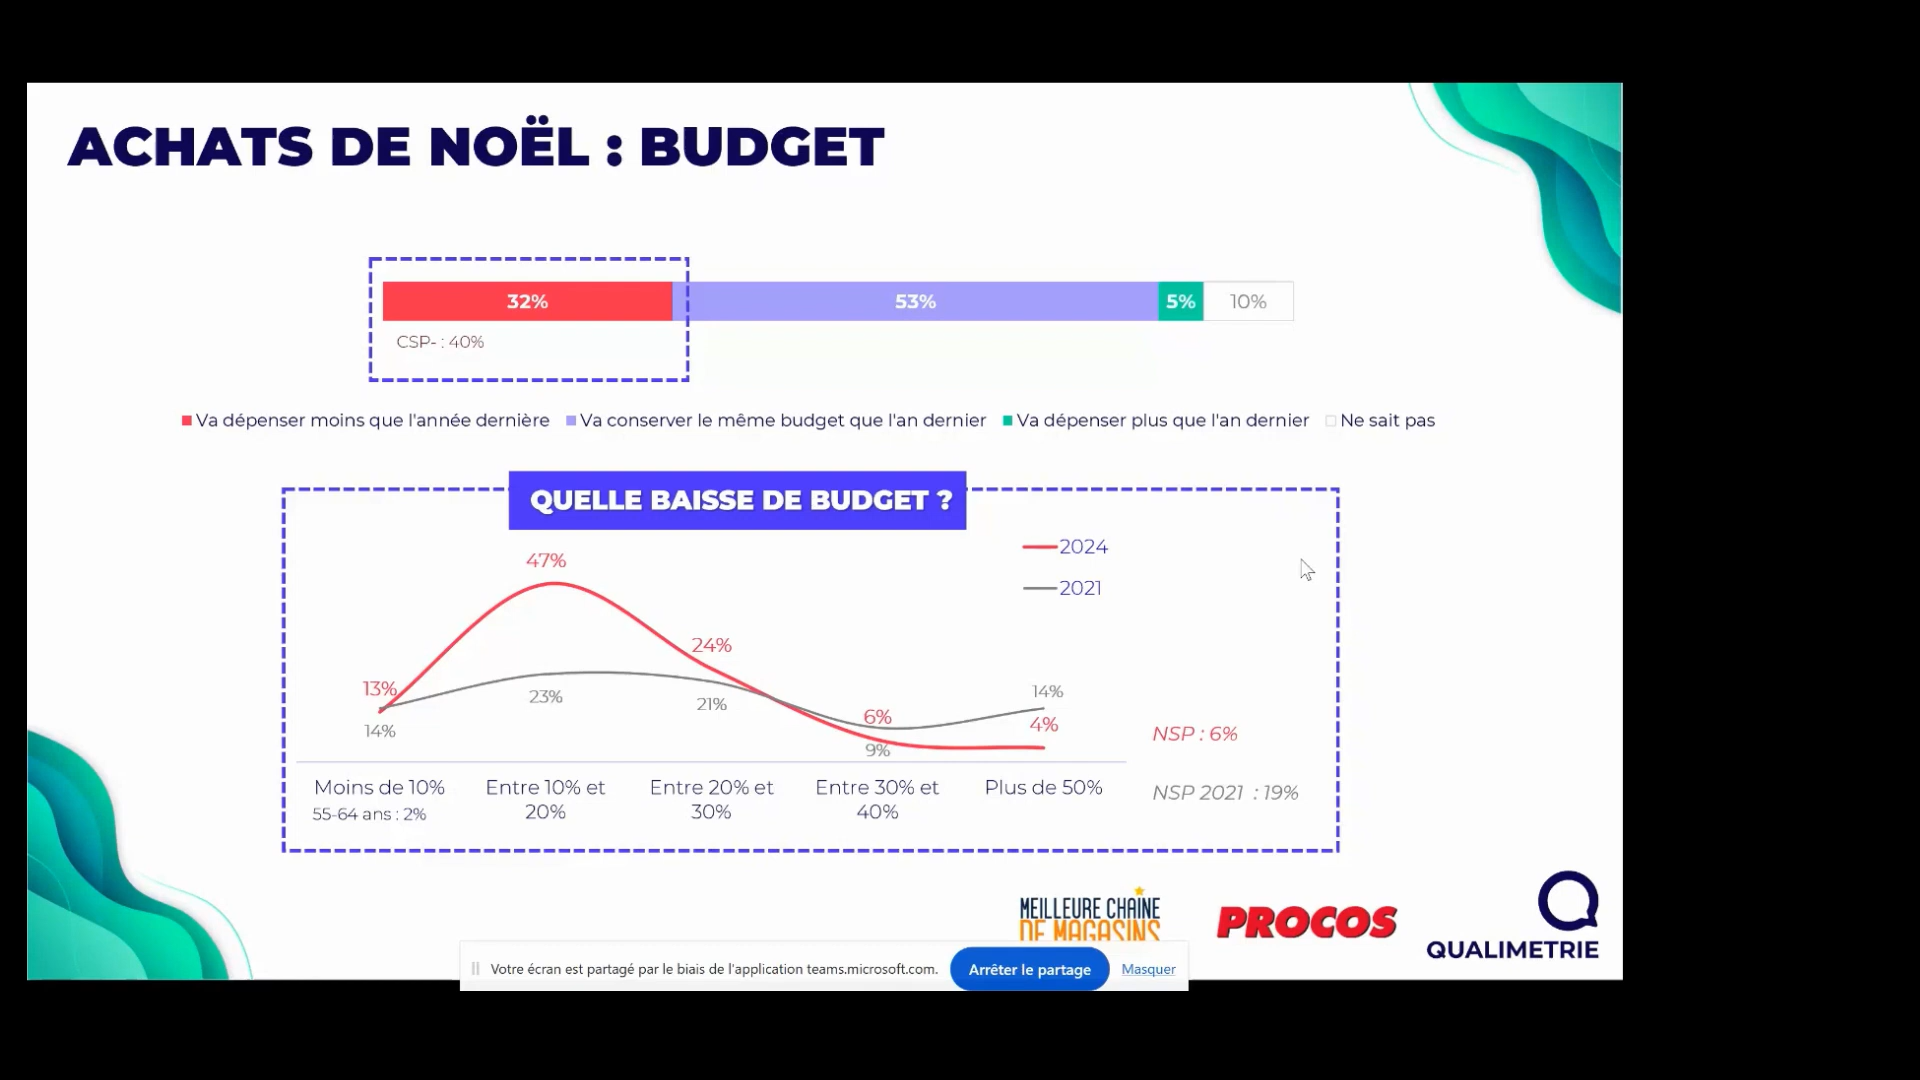 ACHATS DE NOËL : BUDGET
32%
53%
5%
10%
CSP- : 40%
Va dépenser moins que l'année dernière
Va conserver le même budget que l'an dernier
Va dépenser plus que l'an dernier
Ne sait pas
QUELLE BAISSE DE BUDGET ?
2024
2021
47%
24%
13%
6%
4%
14%
23%
21%
9%
14%
NSP : 6%
NSP 2021 : 19%
Moins de 10%
55-64 ans : 2%
Entre 10% et
20%
Entre 20% et
30%
Entre 30% et
40%
Plus de 50%
MEILLEURE CHAÎNE
DE MAGASINS
PROCOS
QUALIMETRIE
Votre écran est partagé par le biais de l'application teams.microsoft.com.
Arrêter le partage
Masquer